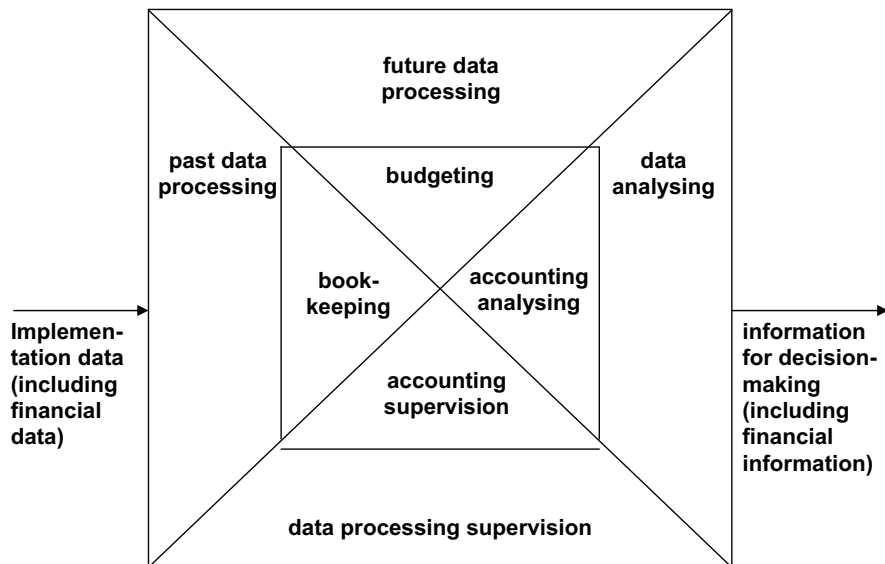 future data
processing
past data
processing
budgeting
data
analysing
book-
keeping
accounting
analysing
Implemen-
tation data
(including
financial
data)
information
for decision-
making
(including
financial
information)
accounting
supervision
data processing supervision